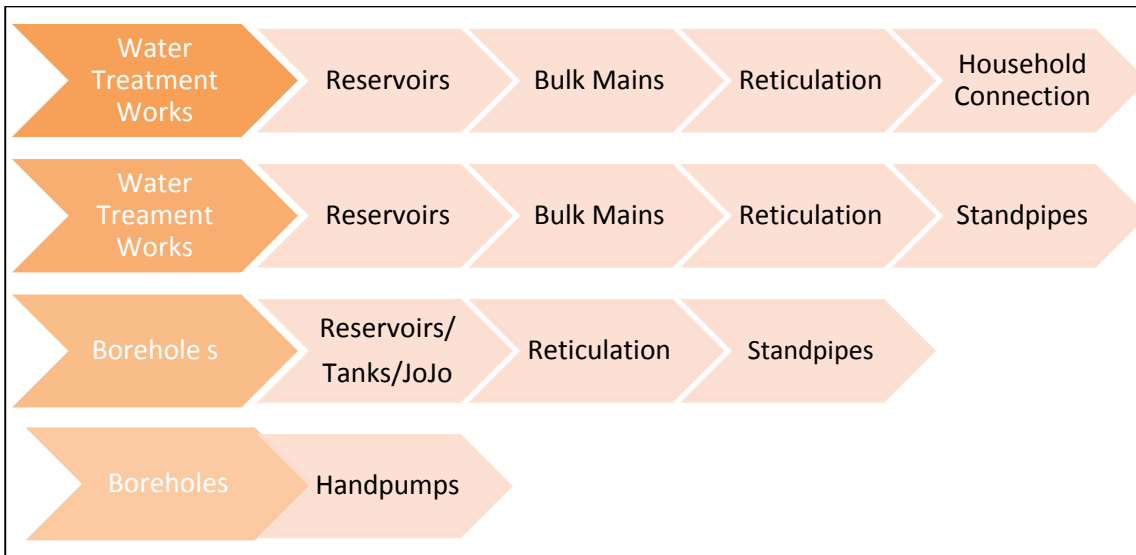 Water
Treatment
Works
Reservoirs
Bulk Mains
Reticulation
Household
Connection
Water
Treament
Works
Reservoirs
Bulk Mains
Reticulation
Standpipes
Borehole s
Reservoirs/
Tanks/JoJo
Reticulation
Standpipes
Boreholes
Handpumps